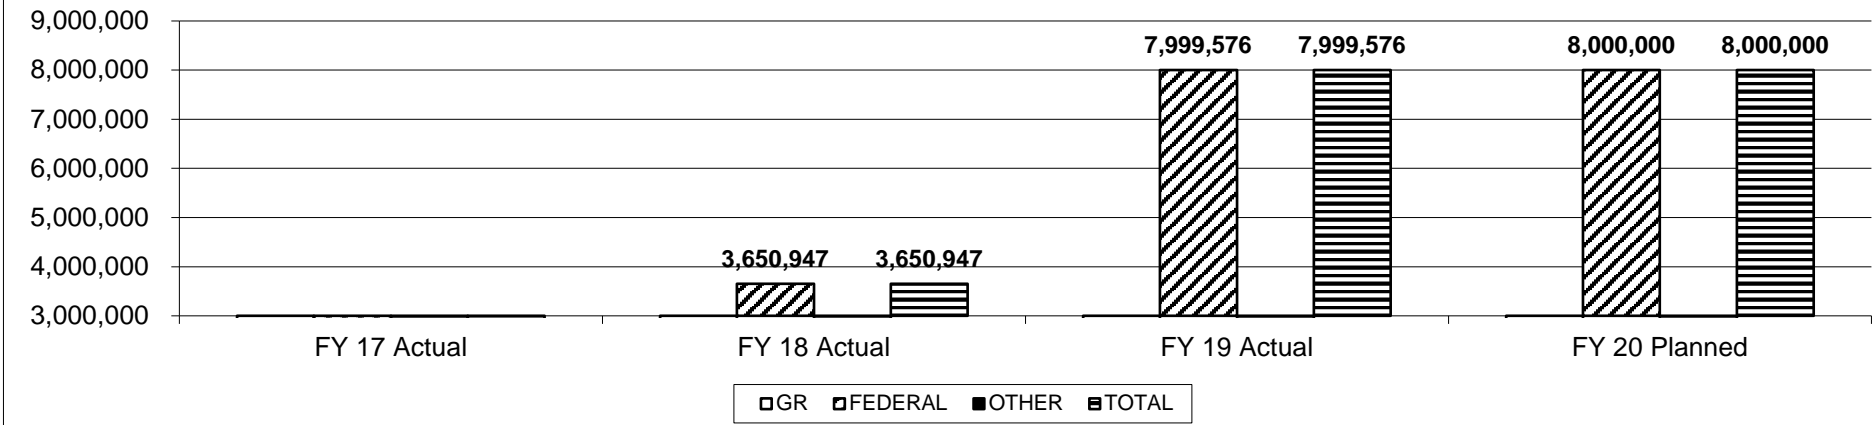 9,000,000
7,999,576 7,999,576 8,000,000 8,000,000
8,000,000
7,000,000
6,000,000
5,000,000
3,650,947 3,650,947
4,000,000
3,000,000
FY 17 Actual FY 18 Actual FY 19 Actual FY 20 Planned
GR FEDERAL OTHER TOTAL